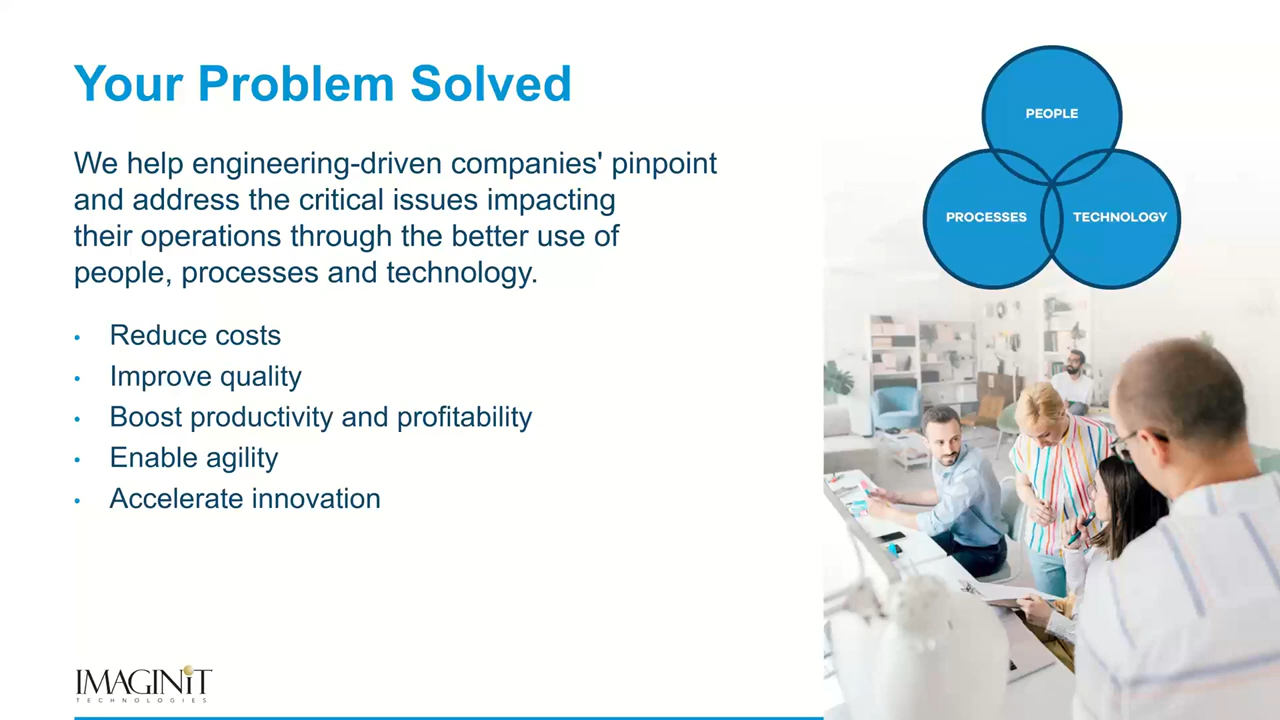 Your Problem Solved
We help engineering-driven companies' pinpoint
and address the critical issues impacting
their operations through the better use of
people, processes and technology.
• Reduce costs
• Improve quality
• Boost productivity and profitability
• Enable agility
• Accelerate innovation
PEOPLE
PROCESSES
TECHNOLOGY
IMAGINiT
TECHNOLOGIES